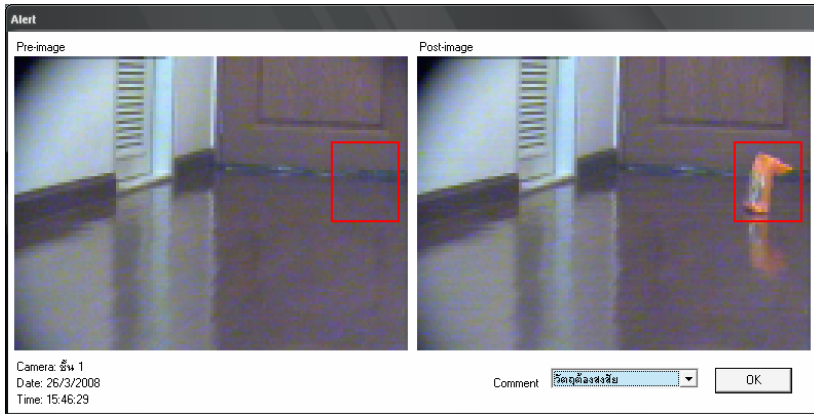 Alert
Pre-image
Post-image
Camera: ชั้น 1
Date: 26/3/2008
Time: 15:46:29
Comment วัตถุต้องสงสัย OK